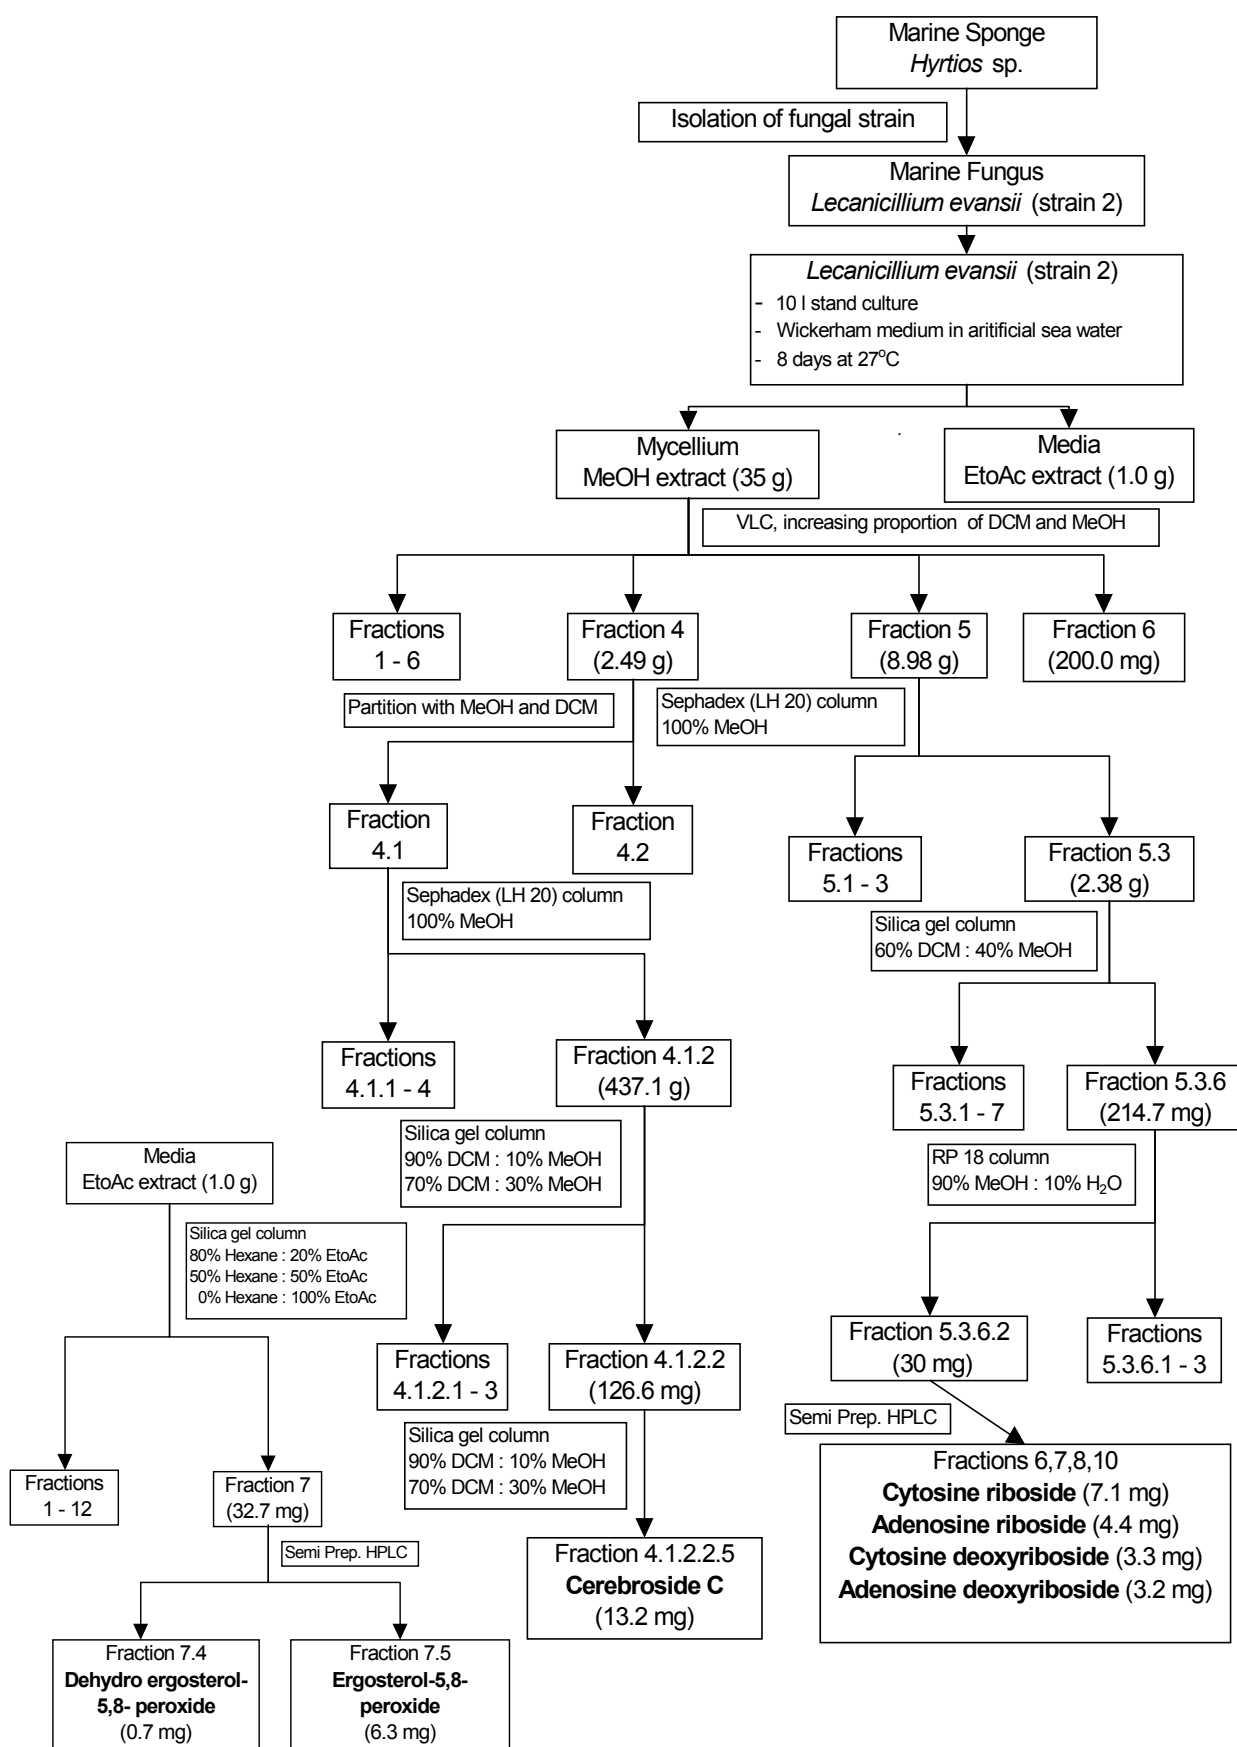 Marine Sponge
Hyrtios sp.
Isolation of fungal strain
Marine Fungus
Lecanicillium evansii (strain 2)
Lecanicillium evansii (strain 2)
- 10 l stand culture
- Wickerham medium in aritificial sea water
- 8 days at 27°C
Mycellium
MeOH extract (35 g)
Media
EtoAc extract (1.0 g)
VLC, increasing proportion of DCM and MeOH
Fractions
1 - 6
Fraction 4
(2.49 g)
Fraction 5
(8.98 g)
Fraction 6
(200.0 mg)
Partition with MeOH and DCM
Sephadex (LH 20) column
100% MeOH
Fraction
4.1
Fraction
4.2
Fractions
5.1 - 3
Fraction 5.3
(2.38 g)
Sephadex (LH 20) column
100% MeOH
Silica gel column
60% DCM : 40% MeOH
Fractions
4.1.1 - 4
Fraction 4.1.2
(437.1 g)
Fractions
5.3.1 - 7
Fraction 5.3.6
(214.7 mg)
Silica gel column
90% DCM : 10% MeOH
70% DCM : 30% MeOH
RP 18 column
90% MeOH : 10% H₂O
Media
EtoAc extract (1.0 g)
Silica gel column
80% Hexane : 20% EtoAc
50% Hexane : 50% EtoAc
0% Hexane : 100% EtoAc
Fractions
4.1.2.1 - 3
Fraction 4.1.2.2
(126.6 mg)
Fraction 5.3.6.2
(30 mg)
Fractions
5.3.6.1 - 3
Silica gel column
90% DCM : 10% MeOH
70% DCM : 30% MeOH
Semi Prep. HPLC
Fractions
1 - 12
Fraction 7
(32.7 mg)
Semi Prep. HPLC
Fraction 4.1.2.2.5
Cerebroside C
(13.2 mg)
Fractions 6,7,8,10
Cytosine riboside (7.1 mg)
Adenosine riboside (4.4 mg)
Cytosine deoxyriboside (3.3 mg)
Adenosine deoxyriboside (3.2 mg)
Fraction 7.4
Dehydro ergosterol-
5,8- peroxide
(0.7 mg)
Fraction 7.5
Ergosterol-5,8-
peroxide
(6.3 mg)